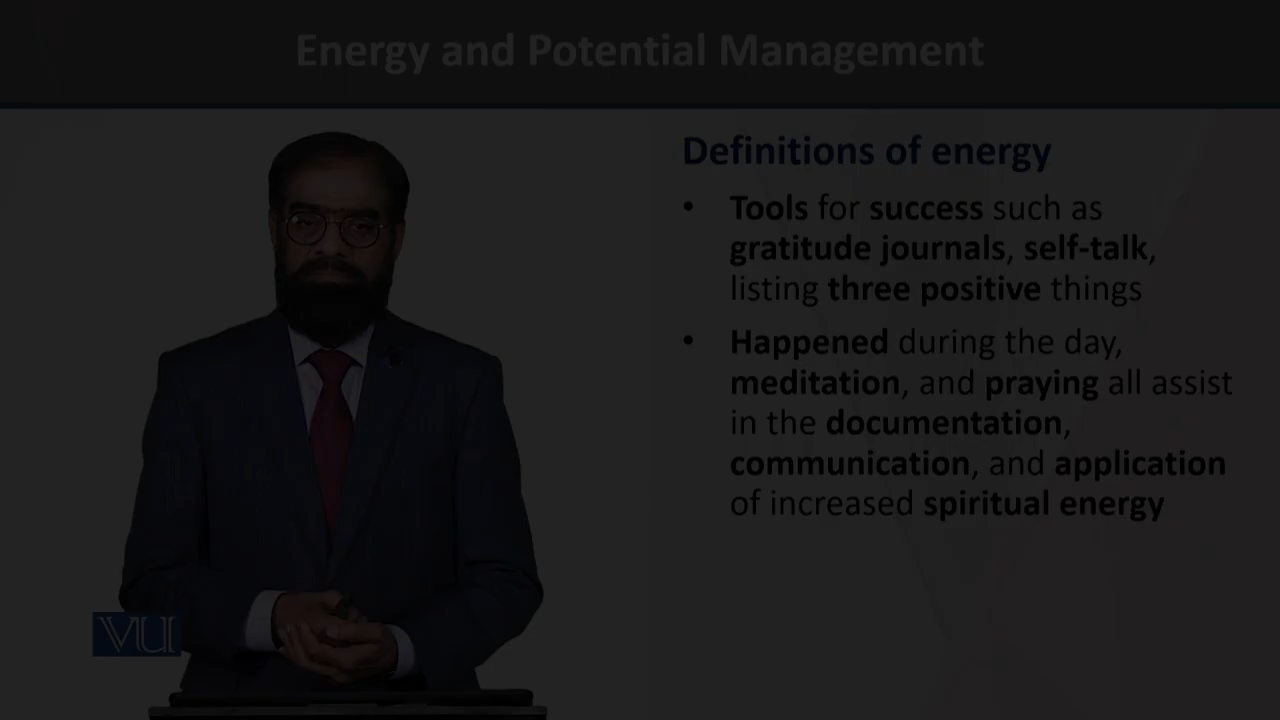 Energy and Potential Management
Definitions of energy
• Tools for success such as
gratitude journals, self-talk,
listing three positive things
• Happened during the day,
meditation, and praying all assist
in the documentation,
communication, and application
of increased spiritual energy
VU